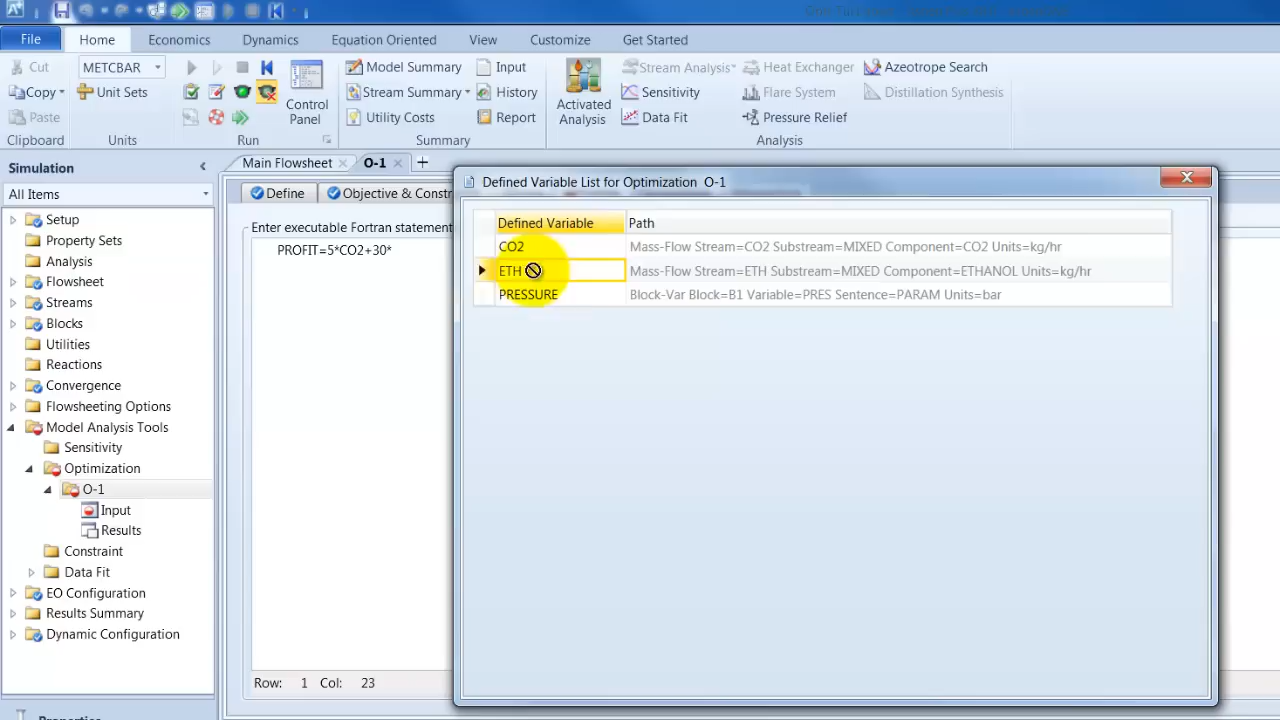 File Home Economics Dynamics Equation Oriented View Customize Get Started
Cut METCBAR Model Summary Input Stream Analysis Heat Exchanger Azeotrope Search
Copy Unit Sets Stream Summary History Sensitivity Flare System Distillation Synthesis
Paste Control Panel Utility Costs Report Activated Analysis Data Fit Pressure Relief
Clipboard Units Run Summary Analysis
Simulation
All Items
Setup
Property Sets
Analysis
Flowsheet
Streams
Blocks
Utilities
Reactions
Convergence
Flowsheeting Options
Model Analysis Tools
Sensitivity
Optimization
O-1
Input
Results
Constraint
Data Fit
EO Configuration
Results Summary
Dynamic Configuration
Properties
Main Flowsheet O-1 +
Define Objective & Constr
Enter executable Fortran statement
PROFIT=5*CO2+30*
Row: 1 Col: 23
Defined Variable List for Optimization O-1
Defined Variable Path
CO2 Mass-Flow Stream=CO2 Substream=MIXED Component=CO2 Units=kg/hr
ETH Mass-Flow Stream=ETH Substream=MIXED Component=ETHANOL Units=kg/hr
PRESSURE Block-Var Block=B1 Variable=PRES Sentence=PARAM Units=bar